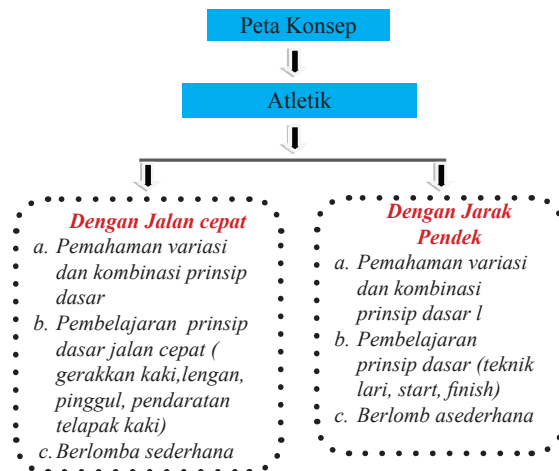 Peta Konsep
Atletik
Dengan Jalan cepat
a. Pemahaman variasi
dan kombinasi prinsip
dasar
b. Pembelajaran prinsip
dasar jalan cepat (
gerakkan kaki,lengan,
pinggul, pendaratan
telapak kaki)
c. Berlomba sederhana
Dengan Jarak
Pendek
a. Pemahaman variasi
dan kombinasi
prinsip dasar l
b. Pembelajaran
prinsip dasar (teknik
lari, start, finish)
c. Berlomb asederhana